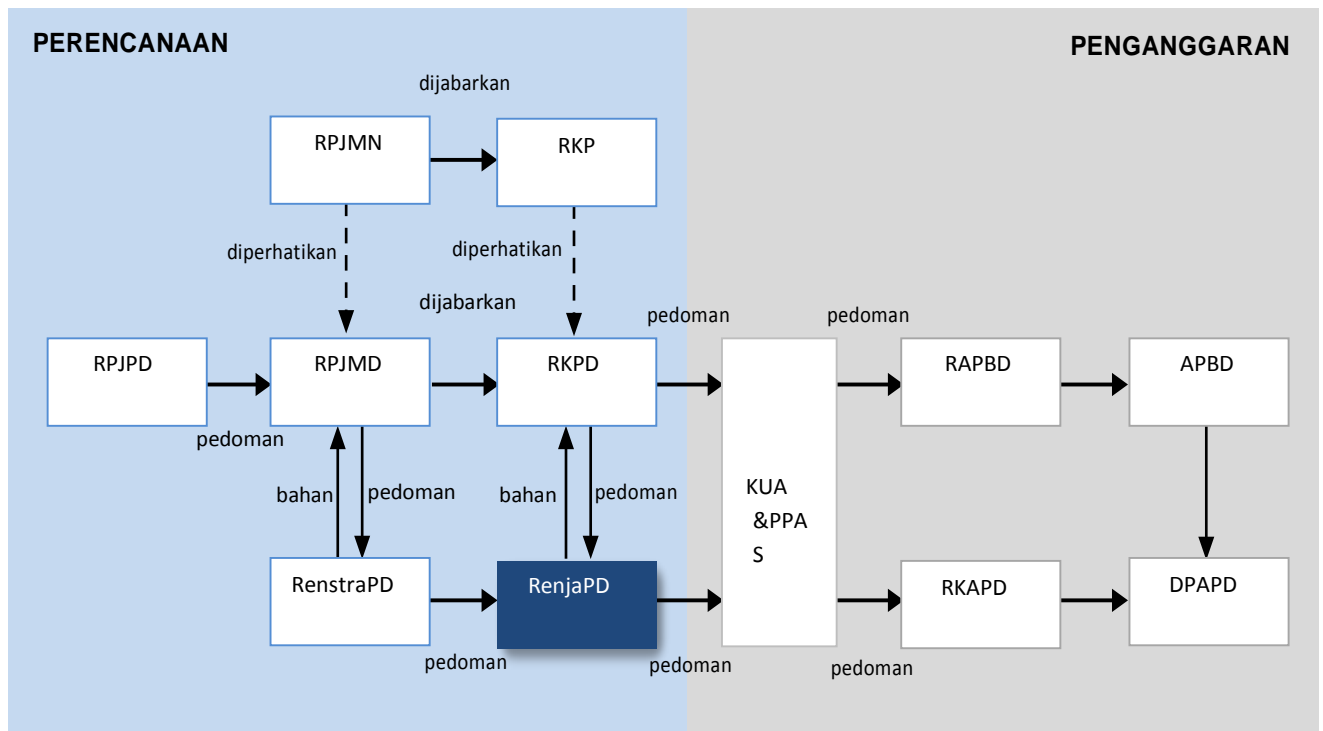 PERENCANAAN
PENGANGGARAN
dijabarkan
RPJMN
RKP
diperhatikan
diperhatikan
dijabarkan
pedoman
pedoman
RPJPD
RPJMD
RKPD
RAPBD
APBD
pedoman
bahan
pedoman
bahan
pedoman
KUA
&PPA
S
RenstraPD
RenjaPD
RKAPD
DPAPD
pedoman
pedoman
pedoman